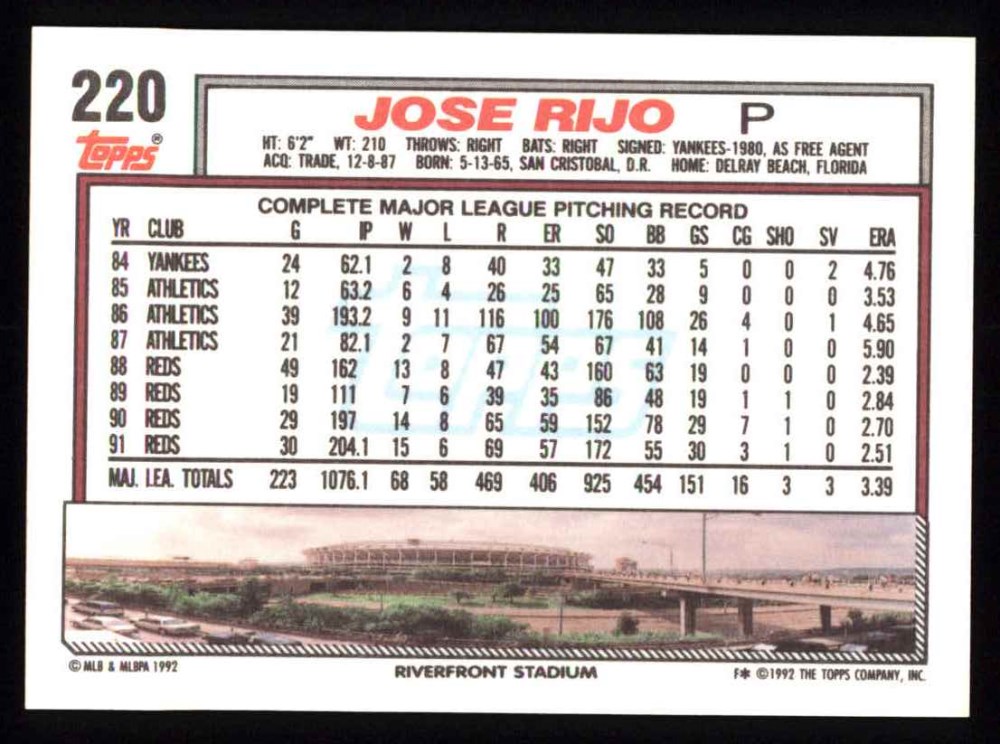 220
Topps®
JOSE RIJO P
HT: 6'2" WT: 210 THROWS: RIGHT BATS: RIGHT SIGNED: YANKEES-1980, AS FREE AGENT
ACQ: TRADE, 12-8-87 BORN: 5-13-65, SAN CRISTOBAL, D.R. HOME: DELRAY BEACH, FLORIDA
COMPLETE MAJOR LEAGUE PITCHING RECORD
YR CLUB G IP W L R ER SO BB GS CG SHO SV ERA
84 YANKEES 24 62.1 2 8 40 33 47 33 5 0 0 2 4.76
85 ATHLETICS 12 63.2 6 4 26 25 65 28 9 0 0 0 3.53
86 ATHLETICS 39 193.2 9 11 116 100 176 108 26 4 0 1 4.65
87 ATHLETICS 21 82.1 2 7 67 54 67 41 14 1 0 0 5.90
88 REDS 49 162 13 8 47 43 160 63 19 0 0 0 2.39
89 REDS 19 111 7 6 39 35 86 48 19 1 1 0 2.84
90 REDS 29 197 14 8 65 59 152 78 29 7 1 0 2.70
91 REDS 30 204.1 15 6 69 57 172 55 30 3 1 0 2.51
MAJ. LEA. TOTALS 223 1076.1 68 58 469 406 925 454 151 16 3 3 3.39
Topps
© MLB & MLBPA 1992
RIVERFRONT STADIUM
F* © 1992 THE TOPPS COMPANY, INC.